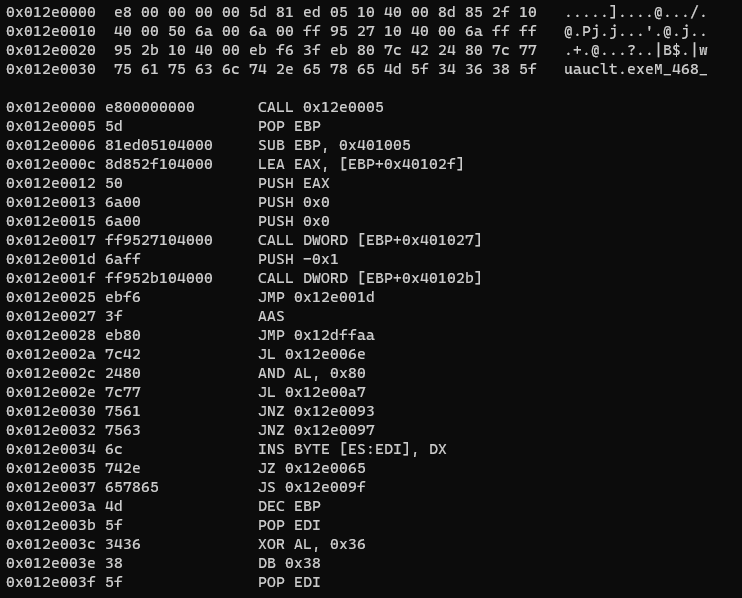 0x012e0000  e8 00 00 00 00 5d 81 ed 05 10 40 00 8d 85 2f 10   .....]....@.../.
0x012e0010  40 00 50 6a 00 6a 00 ff 95 27 10 40 00 6a ff ff   @.Pj.j...'.@.j..
0x012e0020  95 2b 10 40 00 eb f6 3f eb 80 7c 42 24 80 7c 77   .+.@...?..|B$.|w
0x012e0030  75 61 75 63 6c 74 2e 65 78 65 4d 5f 34 36 38 5f   uauclt.exeM_468_
0x012e0000 e800000000       CALL 0x12e0005
0x012e0005 5d               POP EBP
0x012e0006 81ed05104000     SUB EBP, 0x401005
0x012e000c 8d852f104000     LEA EAX, [EBP+0x40102f]
0x012e0012 50               PUSH EAX
0x012e0013 6a00             PUSH 0x0
0x012e0015 6a00             PUSH 0x0
0x012e0017 ff9527104000     CALL DWORD [EBP+0x401027]
0x012e001d 6aff             PUSH -0x1
0x012e001f ff952b104000     CALL DWORD [EBP+0x40102b]
0x012e0025 ebf6             JMP 0x12e001d
0x012e0027 3f               AAS
0x012e0028 eb80             JMP 0x12dffaa
0x012e002a 7c42             JL 0x12e006e
0x012e002c 2480             AND AL, 0x80
0x012e002e 7c77             JL 0x12e00a7
0x012e0030 7561             JNZ 0x12e0093
0x012e0032 7563             JNZ 0x12e0097
0x012e0034 6c               INS BYTE [ES:EDI], DX
0x012e0035 742e             JZ 0x12e0065
0x012e0037 657865           JS 0x12e009f
0x012e003a 4d               DEC EBP
0x012e003b 5f               POP EDI
0x012e003c 3436             XOR AL, 0x36
0x012e003e 38               DB 0x38
0x012e003f 5f               POP EDI